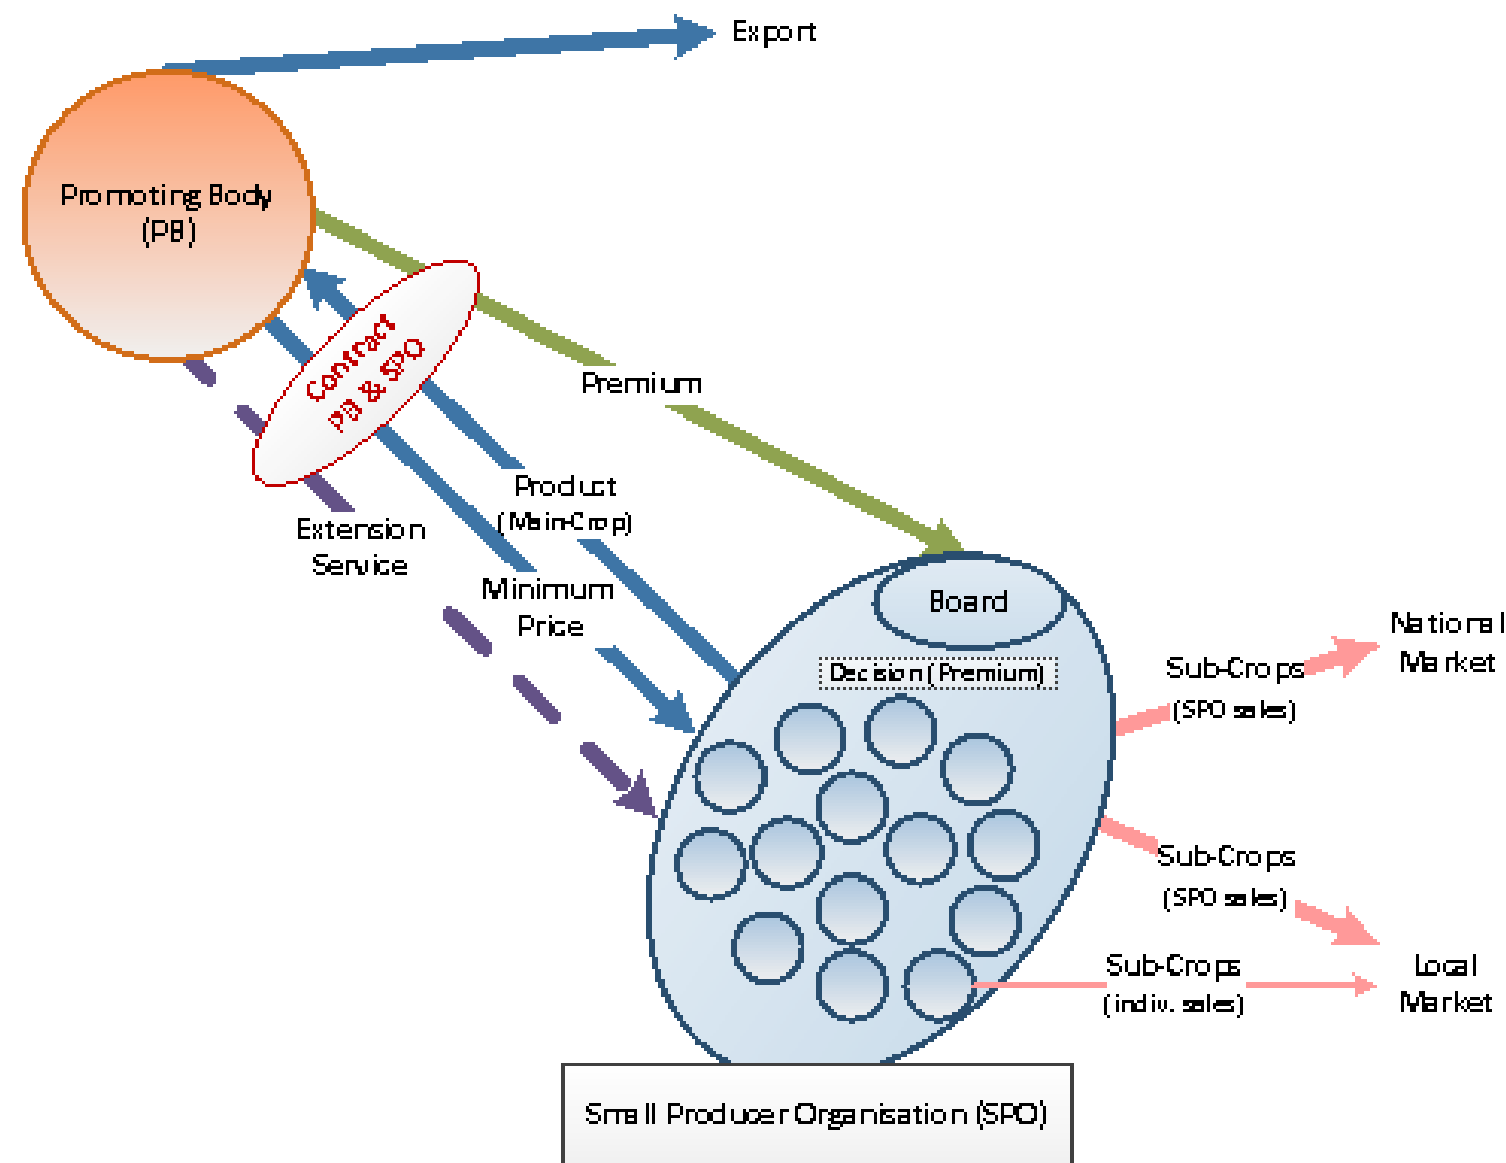 Export
Promoting Body
(PB)
Contract
PB & SPO
Premium
Product
(Main-Crop)
Extension
Service
Minimum
Price
Board
Decision (Premium)
National
Market
Sub-Crops
(SPO sales)
Sub-Crops
(SPO sales)
Sub-Crops
(indiv. sales)
Local
Market
Small Producer Organisation (SPO)